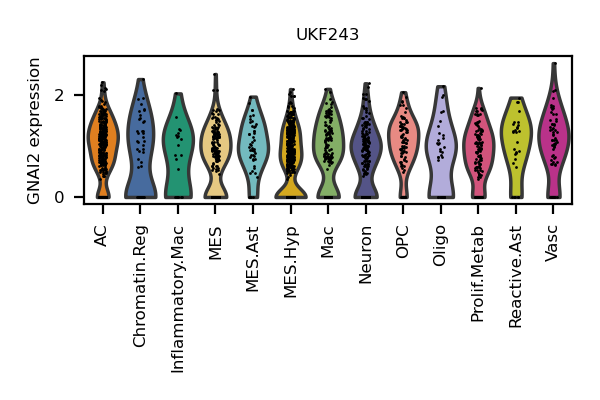 UKF243
GNAI2 expression
2
0
AC
Chromatin.Reg
Inflammatory.Mac
MES
MES.Ast
MES.Hyp
Mac
Neuron
OPC
Oligo
Prolif.Metab
Reactive.Ast
Vasc